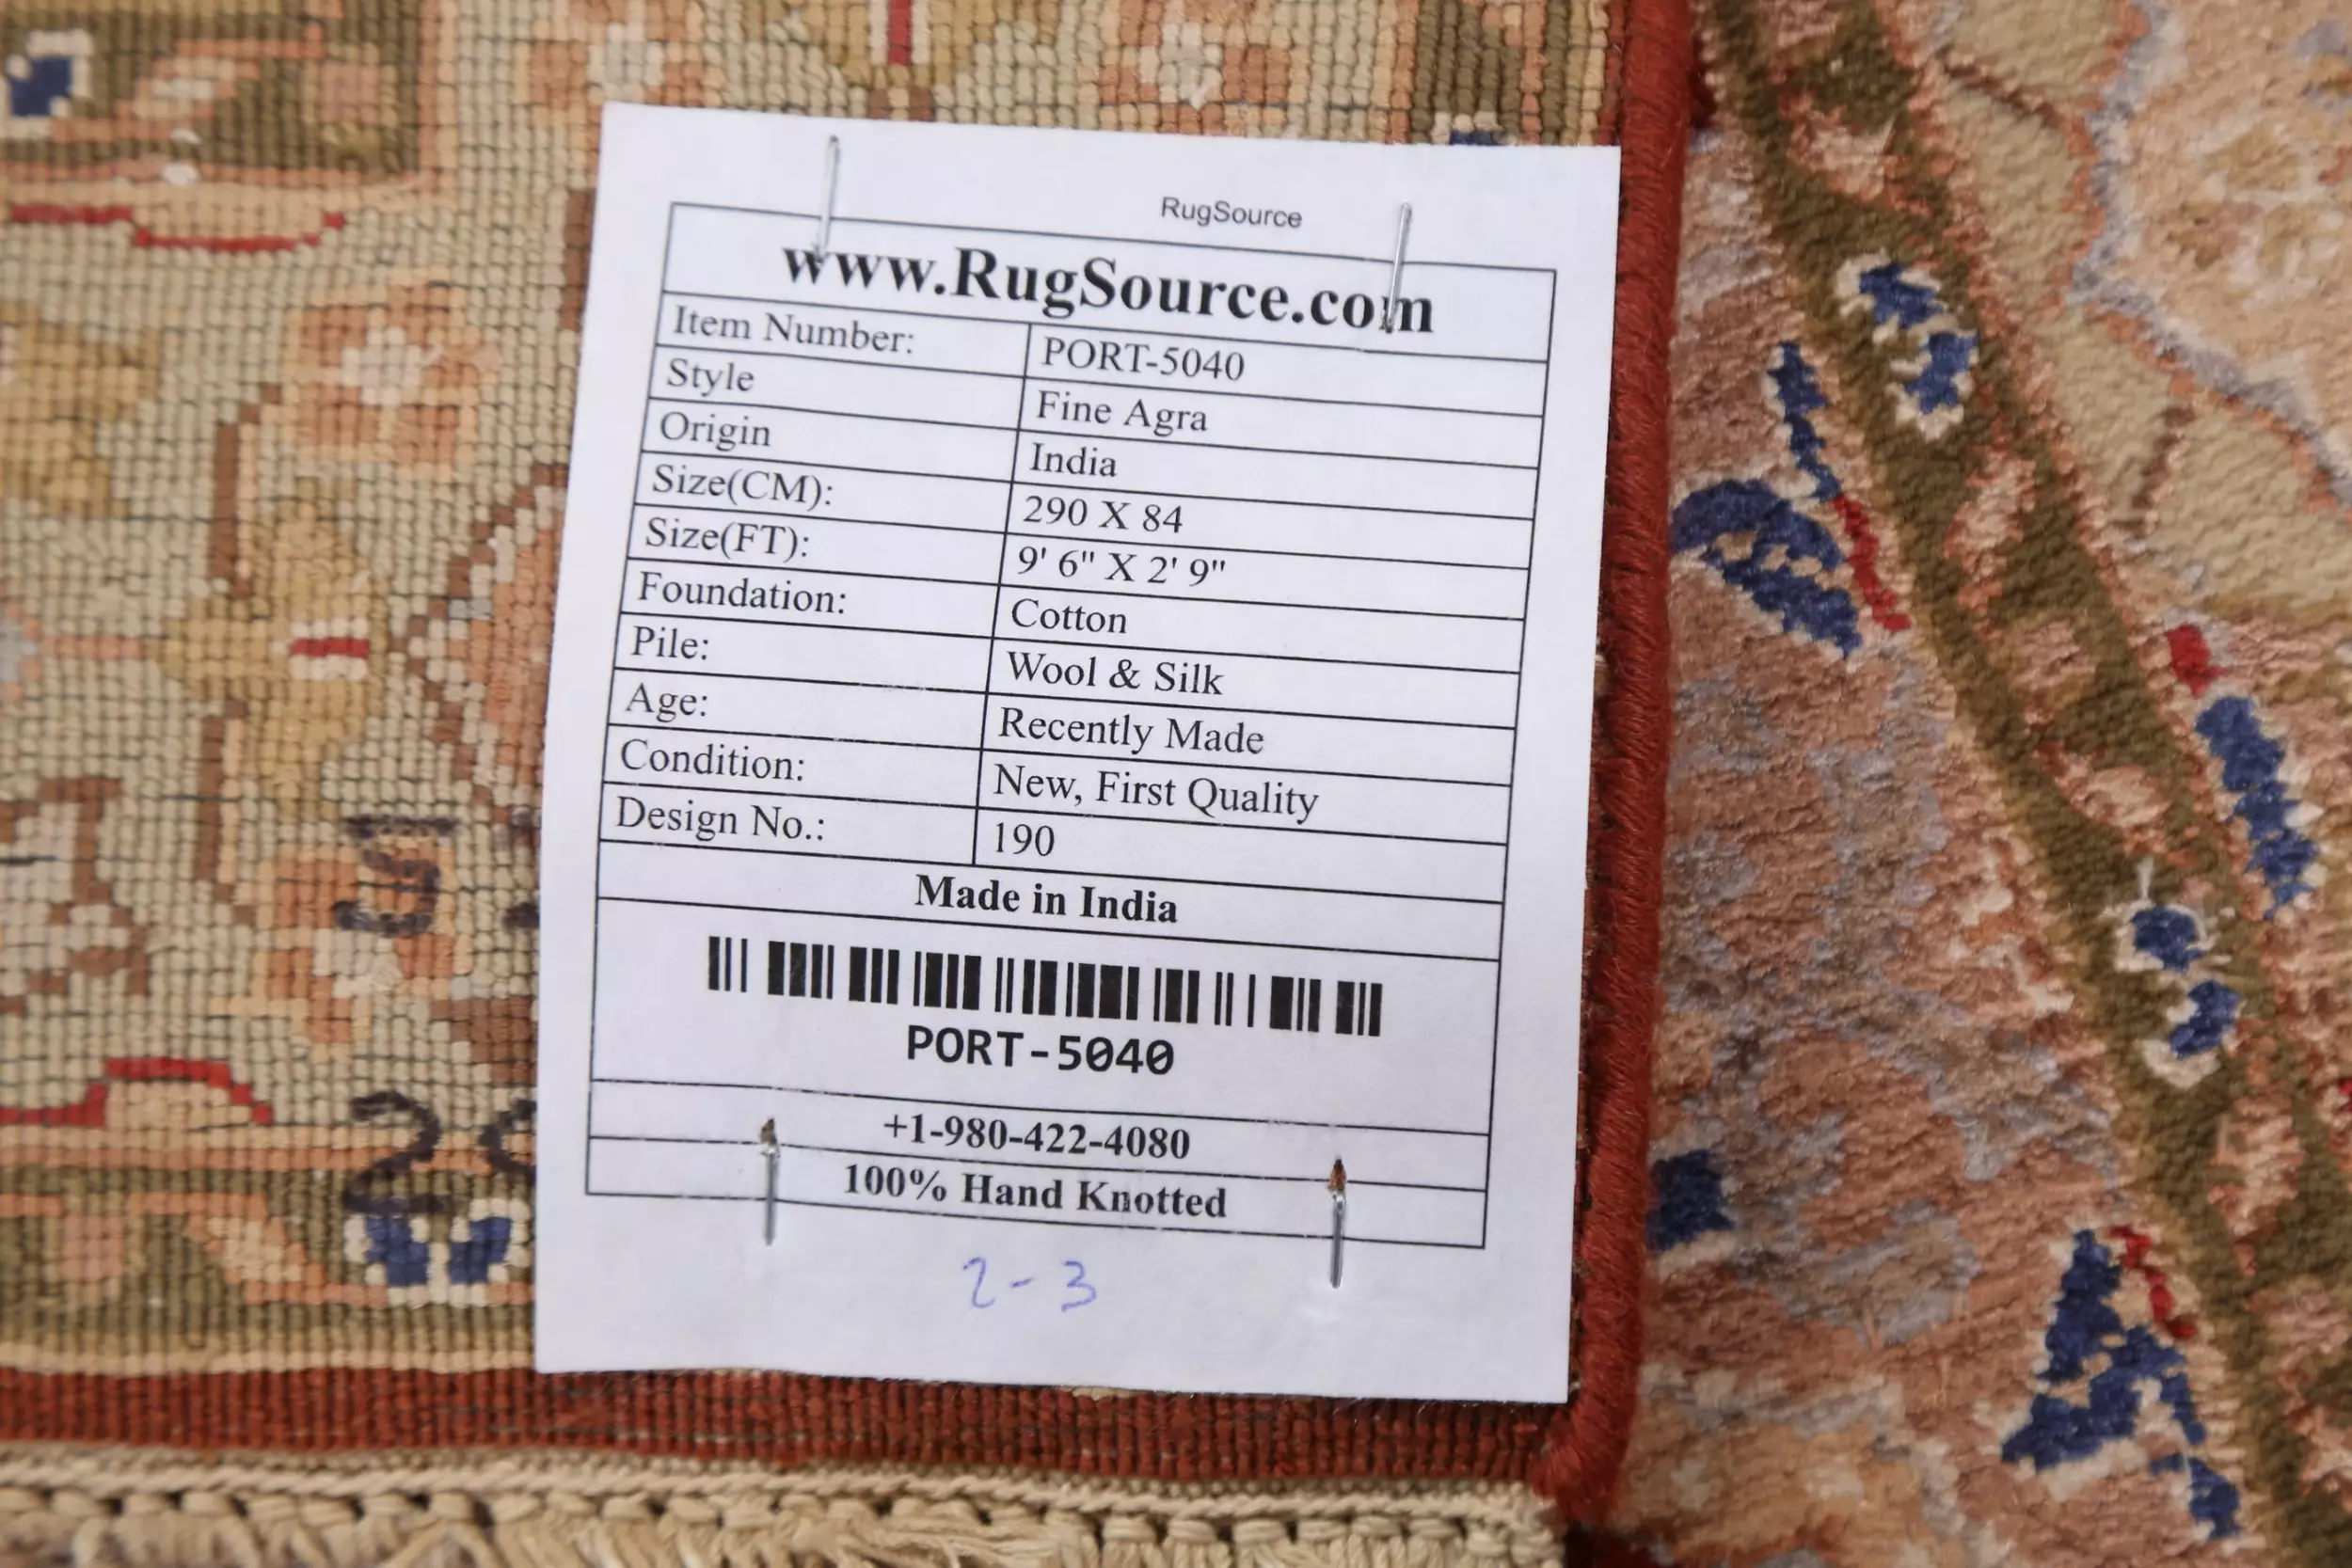 RugSource
www.RugSource.com
Item Number: PORT-5040
Style Fine Agra
Origin India
Size(CM): 290 X 84
Size(FT): 9' 6" X 2' 9"
Foundation: Cotton
Pile: Wool & Silk
Age: Recently Made
Condition: New, First Quality
Design No.: 190
Made in India
PORT-5040
+1-980-422-4080
100% Hand Knotted
2-3